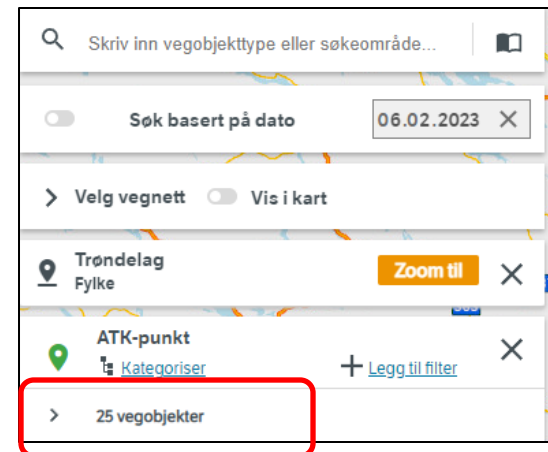 Skriv inn vegobjekttype eller søkeområde...
Søk basert på dato 06.02.2023
Velg vegnett Vis i kart
Trøndelag Zoom til
Fylke
ATK-punkt
Kategoriser Legg til filter
25 vegobjekter